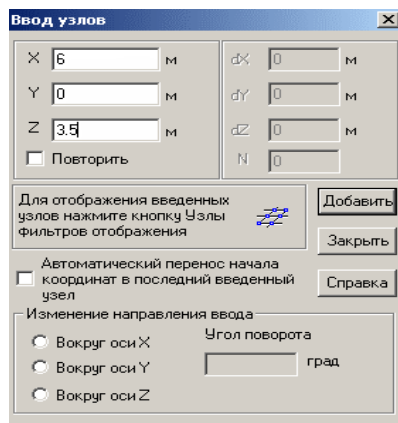 Ввод узлов
X 6 м dX 0 м
Y 0 м dY 0 м
Z 3.5 м dZ 0 м
Повторить N 0
Для отображения введенных
узлов нажмите кнопку Узлы
фильтров отображения
Добавить
Закрыть
Справка
Автоматический перенос начала
координат в последний введенный
узел
Изменение направления ввода
Вокруг оси X
Вокруг оси Y
Вокруг оси Z
Угол поворота
град